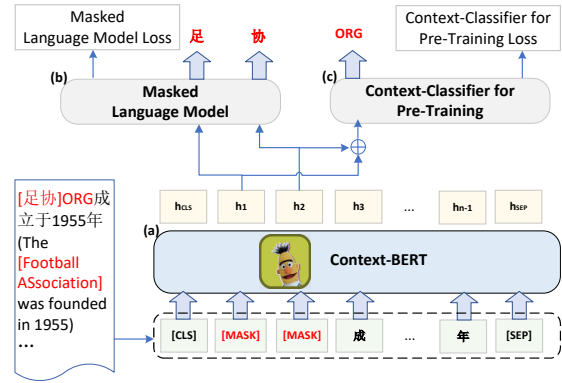 Masked
Language Model Loss
足
协
ORG
Context-Classifier for
Pre-Training Loss
(b)
Masked
Language Model
(c)
Context-Classifier for
Pre-Training
[足协]ORG成
立于1955年
(The
[Football
ASsociation]
was founded
in 1955)
...
hCLS
h1
h2
h3
...
hn-1
hSEP
(a)
Context-BERT
[CLS]
[MASK]
[MASK]
成
...
年
[SEP]